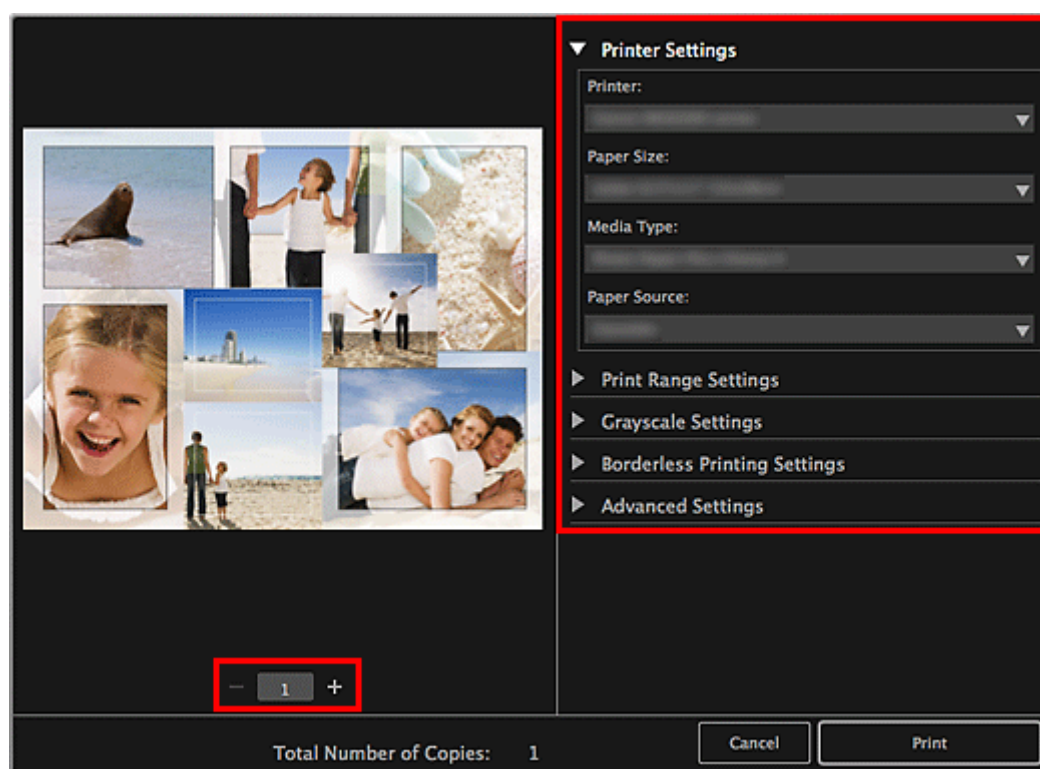 Printer Settings
Printer:
Paper Size:
Media Type:
Paper Source:
Print Range Settings
Grayscale Settings
Borderless Printing Settings
Advanced Settings
− 1 +
Total Number of Copies: 1
Cancel
Print